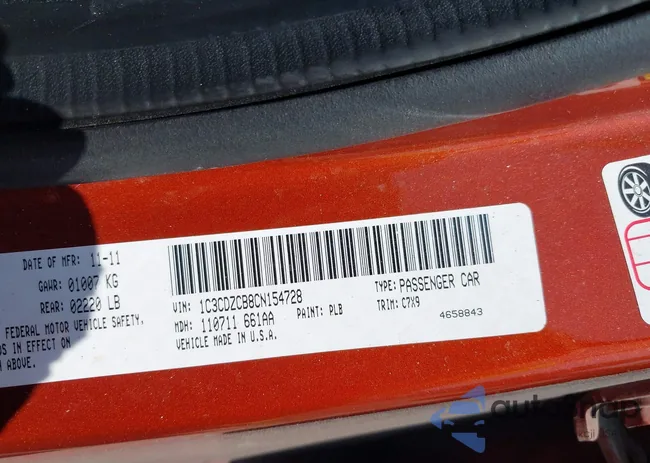 DATE OF MFR: 11-11
GAWR: 01007 KG
REAR: 02220 LB
FEDERAL MOTOR VEHICLE SAFETY,
DS IN EFFECT ON
ABOVE.
VIN: 1C3CDZCB8CN154728
TYPE: PASSENGER CAR
MDH: 110711 661AA
PAINT: PLB
TRIM: C7X9
VEHICLE MADE IN U.S.A.
4658843